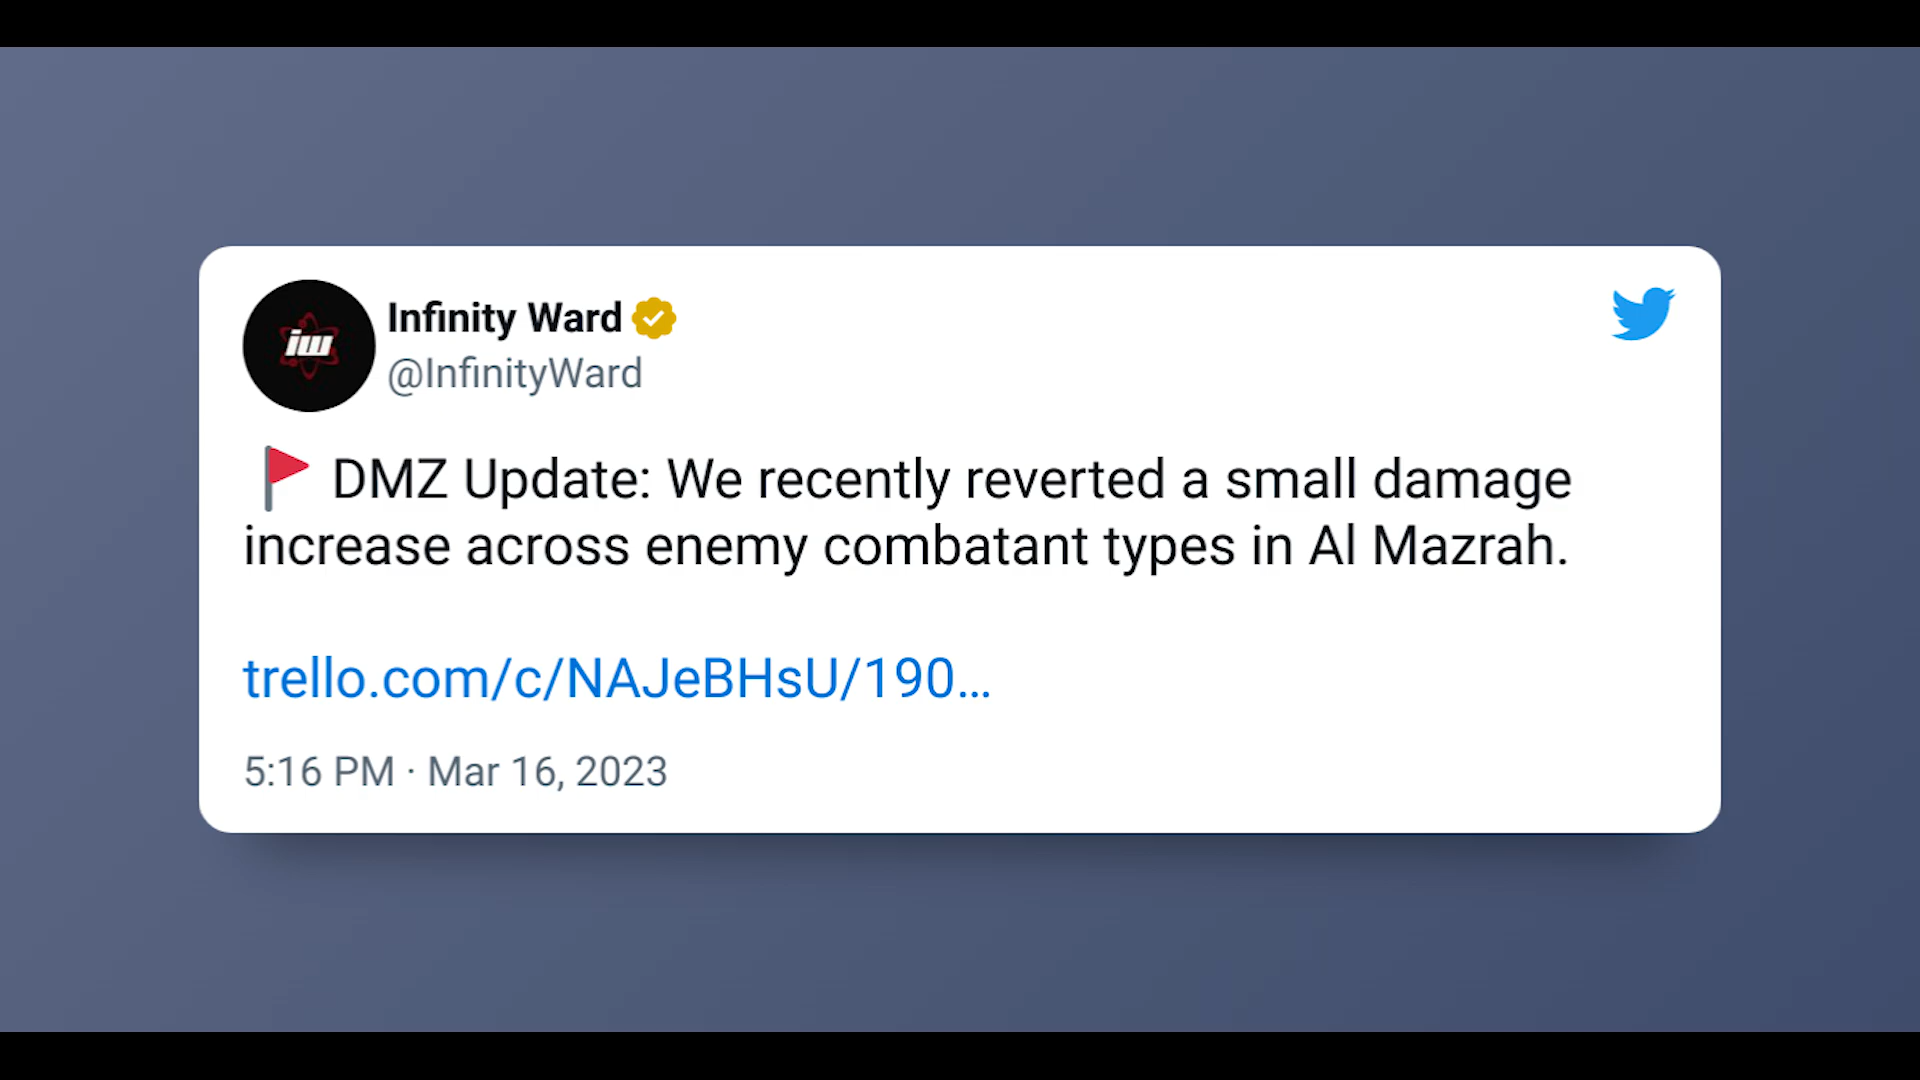 iw
Infinity Ward
@InfinityWard
🚩 DMZ Update: We recently reverted a small damage
increase across enemy combatant types in Al Mazrah.
trello.com/c/NAJeBHsU/190…
5:16 PM · Mar 16, 2023